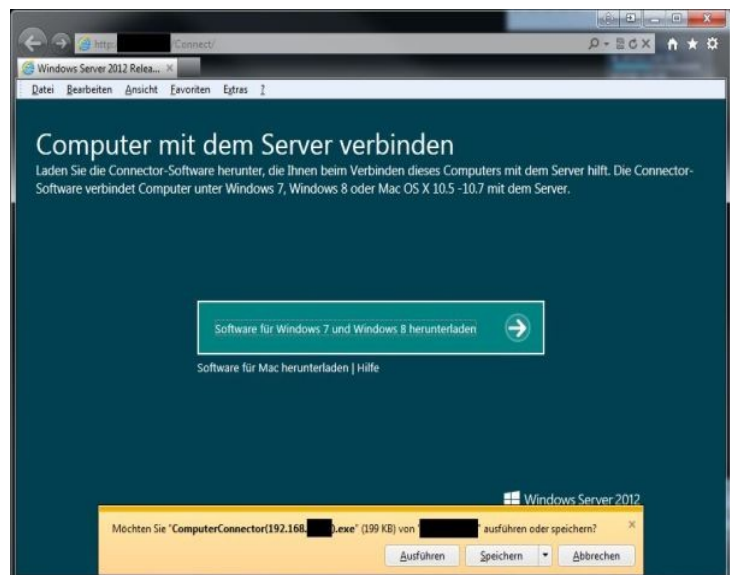 http: /Connect/
Windows Server 2012 Relea...
Datei Bearbeiten Ansicht Favoriten Extras ?
Computer mit dem Server verbinden
Laden Sie die Connector-Software herunter, die Ihnen beim Verbinden dieses Computers mit dem Server hilft. Die Connector-
Software verbindet Computer unter Windows 7, Windows 8 oder Mac OS X 10.5 -10.7 mit dem Server.
Software für Windows 7 und Windows 8 herunterladen
Software für Mac herunterladen | Hilfe
Windows Server 2012
Möchten Sie "ComputerConnector(192.168. ).exe" (199 KB) von " " ausführen oder speichern?
Ausführen Speichern Abbrechen